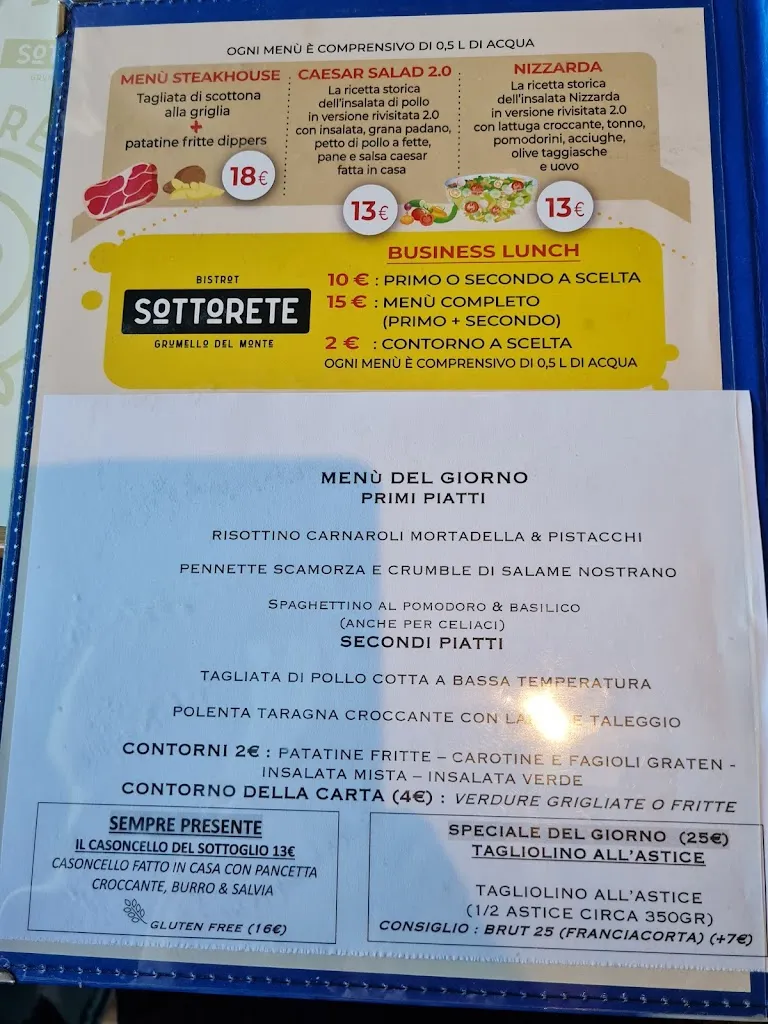 OGNI MENÙ È COMPRENSIVO DI 0,5 L DI ACQUA
MENÙ STEAKHOUSE
Tagliata di scottona
alla griglia
+
patatine fritte dippers
18€
CAESAR SALAD 2.0
La ricetta storica
dell'insalata di pollo
in versione rivisitata 2.0
con insalata, grana padano,
petto di pollo a fette,
pane e salsa caesar
fatta in casa
13€
NIZZARDA
La ricetta storica
dell'insalata Nizzarda
in versione rivisitata 2.0
con lattuga croccante, tonno,
pomodorini, acciughe,
olive taggiasche
e uovo
13€
BISTROT
SOTTORETE
GRUMELLO DEL MONTE
BUSINESS LUNCH
10 € : PRIMO O SECONDO A SCELTA
15 € : MENÙ COMPLETO
(PRIMO + SECONDO)
2 € : CONTORNO A SCELTA
OGNI MENÙ È COMPRENSIVO DI 0,5 L DI ACQUA
MENÙ DEL GIORNO
PRIMI PIATTI
RISOTTINO CARNAROLI MORTADELLA & PISTACCHI
PENNETTE SCAMORZA E CRUMBLE DI SALAME NOSTRANO
SPAGHETTINO AL POMODORO & BASILICO
(ANCHE PER CELIACI)
SECONDI PIATTI
TAGLIATA DI POLLO COTTA A BASSA TEMPERATURA
POLENTA TARAGNA CROCCANTE CON TALEGGIO
CONTORNI 2€ : PATATINE FRITTE – CAROTINE E FAGIOLI GRATEN -
INSALATA MISTA – INSALATA VERDE
CONTORNO DELLA CARTA (4€) : VERDURE GRIGLIATE O FRITTE
SEMPRE PRESENTE
IL CASONCELLO DEL SOTTOGLIO 13€
CASONCELLO FATTO IN CASA CON PANCETTA
CROCCANTE, BURRO & SALVIA
GLUTEN FREE (16€)
SPECIALE DEL GIORNO (25€)
TAGLIOLINO ALL'ASTICE
TAGLIOLINO ALL'ASTICE
(1/2 ASTICE CIRCA 350GR)
CONSIGLIO : BRUT 25 (FRANCIACORTA) (+7€)